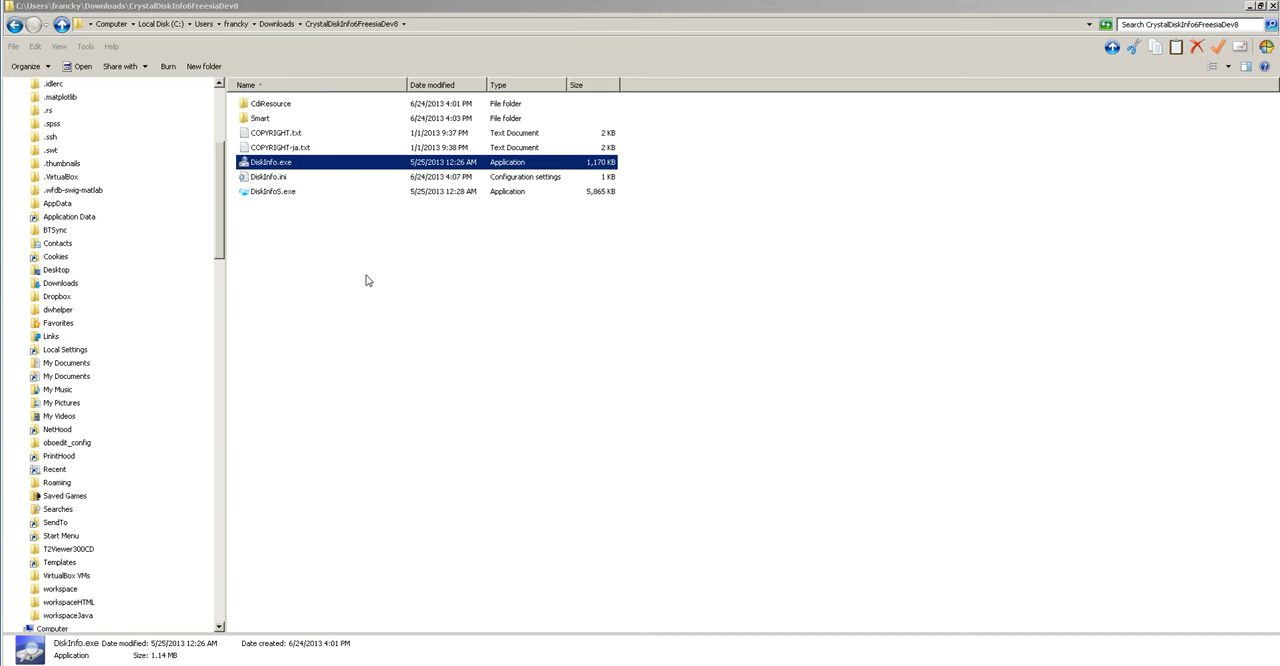 C:\Users\francky\Downloads\CrystalDiskInfo6FreesiaDev8
Computer Local Disk (C:) Users francky Downloads CrystalDiskInfo6FreesiaDev8 Search CrystalDiskInfo6FreesiaDev8
File Edit View Tools Help
Organize Open Share with Burn New folder
Name Date modified Type Size
.idlerc
.matplotlib
.rs
.spss
.ssh
.swt
.thumbnails
.VirtualBox
.wfdb-swig-matlab
AppData
Application Data
BTSync
Contacts
Cookies
Desktop
Downloads
Dropbox
dwhelper
Favorites
Links
Local Settings
My Documents
My Documents
My Music
My Pictures
My Videos
NetHood
oboedit_config
PrintHood
Recent
Roaming
Saved Games
Searches
SendTo
Start Menu
T2Viewer300CD
Templates
VirtualBox VMs
workspace
workspaceHTML
workspaceJava
Computer
CdiResource 6/24/2013 4:01 PM File folder
Smart 6/24/2013 4:03 PM File folder
COPYRIGHT.txt 1/1/2013 9:37 PM Text Document 2 KB
COPYRIGHT-ja.txt 1/1/2013 9:38 PM Text Document 2 KB
DiskInfo.exe 5/25/2013 12:26 AM Application 1,170 KB
DiskInfo.ini 6/24/2013 4:07 PM Configuration settings 1 KB
DiskInfoS.exe 5/25/2013 12:28 AM Application 5,865 KB
DiskInfo.exe Date modified: 5/25/2013 12:26 AM Date created: 6/24/2013 4:01 PM
Application Size: 1.14 MB